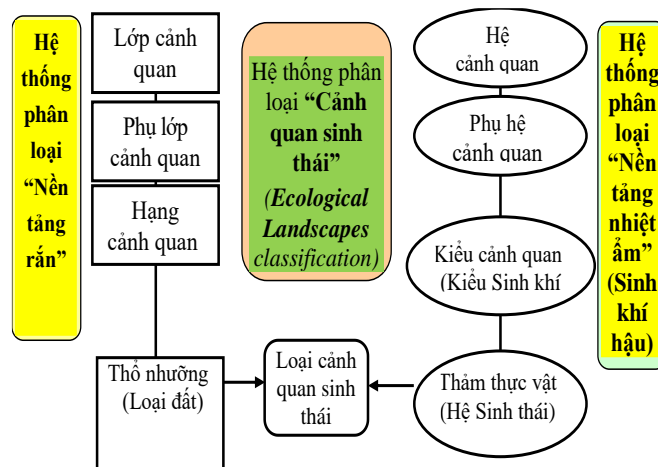 Hệ
thống
phân
loại
“Nền
tảng
rắn”
Lớp cảnh
quan
Phụ lớp
cảnh quan
Hạng
cảnh quan
Thổ nhưỡng
(Loại đất)
Hệ thống phân
loại “Cảnh
quan sinh
thái”
(Ecological
Landscapes
classification)
Loại cảnh
quan sinh
thái
Hệ
cảnh quan
Phụ hệ
cảnh quan
Kiểu cảnh quan
(Kiểu Sinh khí
Thảm thực vật
(Hệ Sinh thái)
Hệ
thống
phân
loại
“Nền
tảng
nhiệt
ẩm”
(Sinh
khí
hậu)